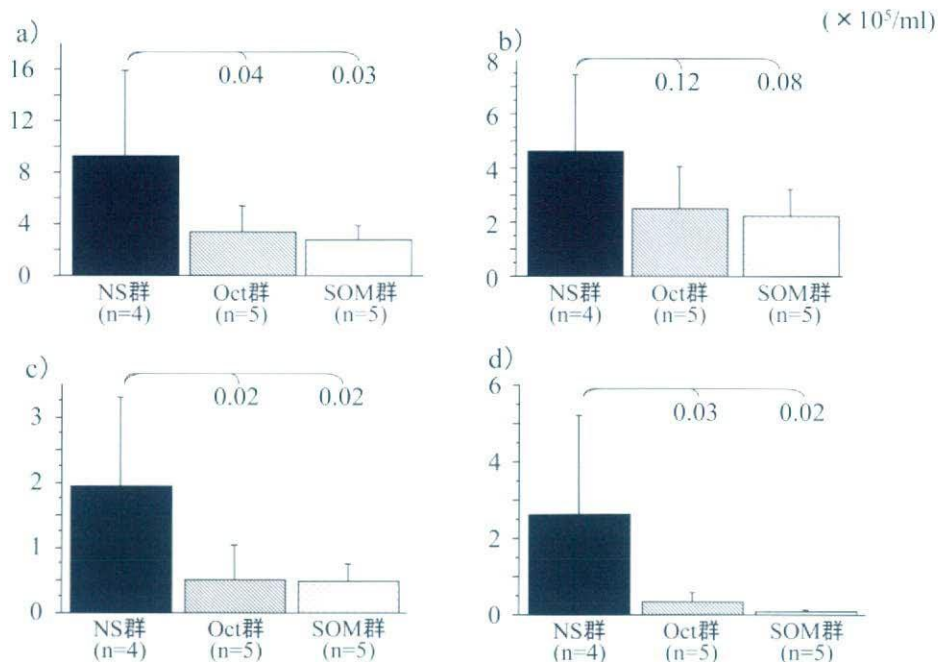 (×10⁵/ml)
a)
16
12
8
4
0
0.04 0.03
NS群 Oct群 SOM群
(n=4) (n=5) (n=5)
b)
8
6
4
2
0
0.12 0.08
NS群 Oct群 SOM群
(n=4) (n=5) (n=5)
c)
3
2
1
0
0.02 0.02
NS群 Oct群 SOM群
(n=4) (n=5) (n=5)
d)
6
4
2
0
0.03 0.02
NS群 Oct群 SOM群
(n=4) (n=5) (n=5)